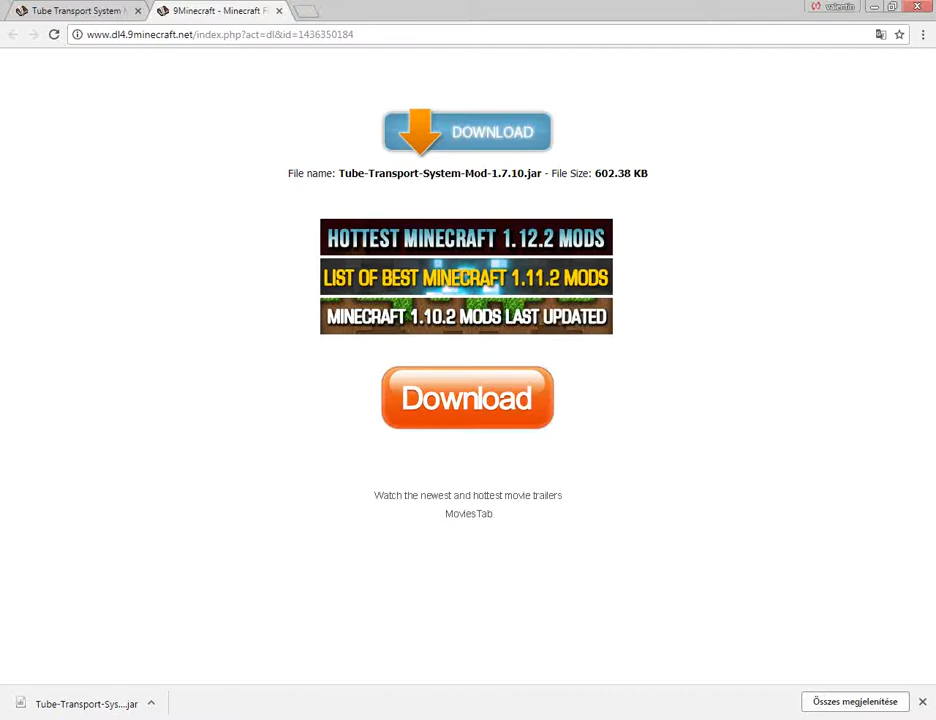 Tube Transport System M
9Minecraft - Minecraft Fi
valentin
www.dl4.9minecraft.net/index.php?act=dl&id=1436350184
DOWNLOAD
File name: Tube-Transport-System-Mod-1.7.10.jar - File Size: 602.38 KB
HOTTEST MINECRAFT 1.12.2 MODS
LIST OF BEST MINECRAFT 1.11.2 MODS
MINECRAFT 1.10.2 MODS LAST UPDATED
Download
Watch the newest and hottest movie trailers
MoviesTab
Tube-Transport-Sys....jar
Összes megjelenítése